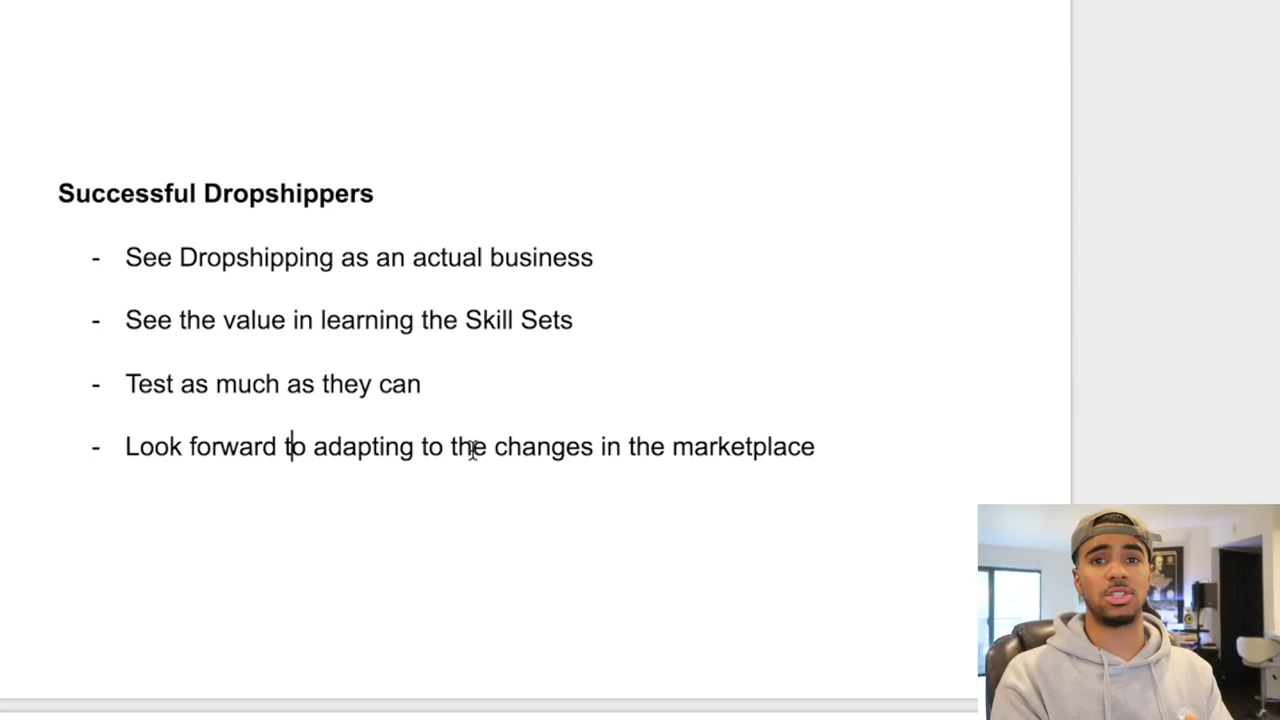 Successful Dropshippers
- See Dropshipping as an actual business
- See the value in learning the Skill Sets
- Test as much as they can
- Look forward to adapting to the changes in the marketplace